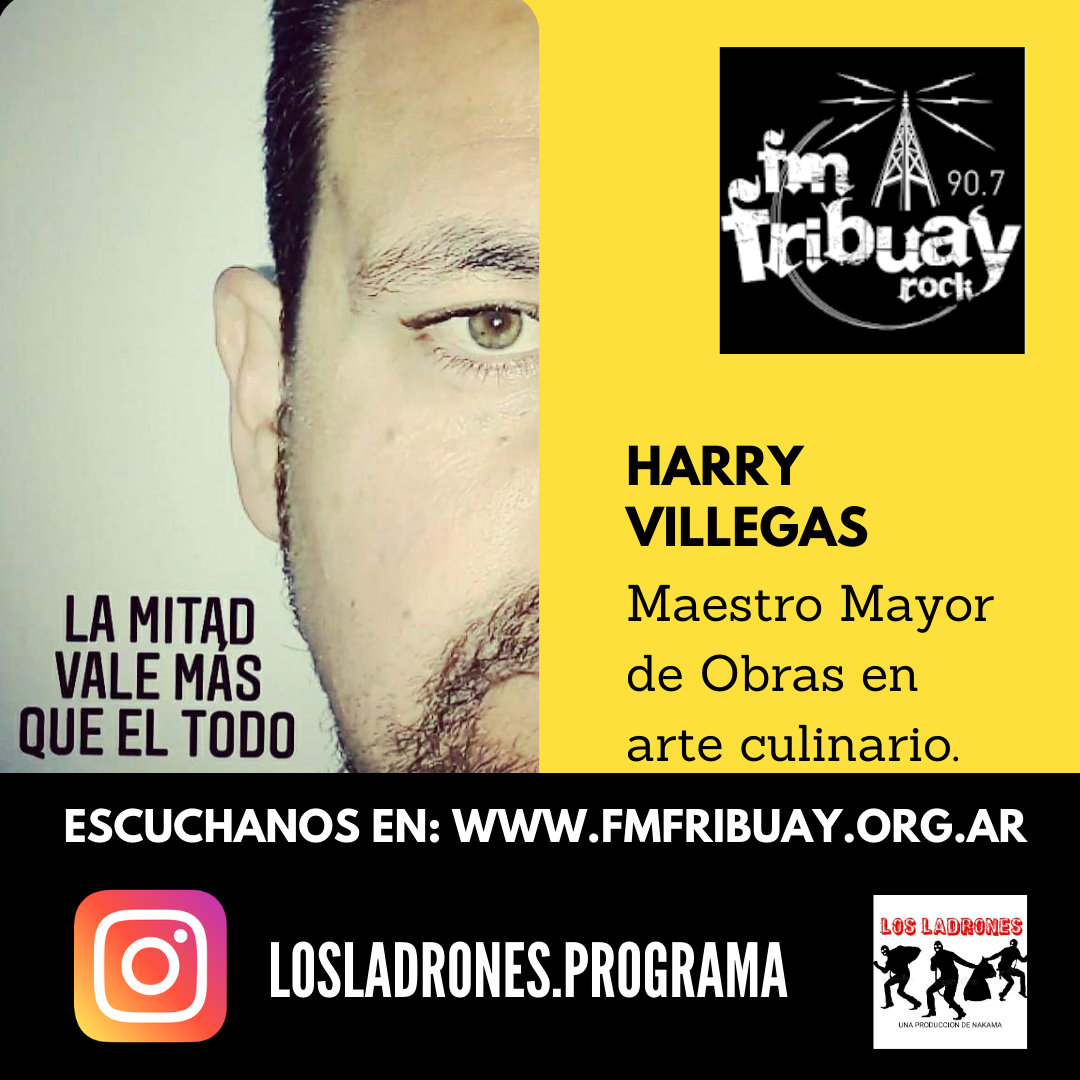 fm
90.7
fribuay
rock
HARRY
VILLEGAS
Maestro Mayor
de Obras en
arte culinario.
LA MITAD
VALE MÁS
QUE EL TODO
ESCUCHANOS EN: WWW.FMFRIBUAY.ORG.AR
LOSLADRONES.PROGRAMA
LOS LADRONES
UNA PRODUCCION DE NAKAMA